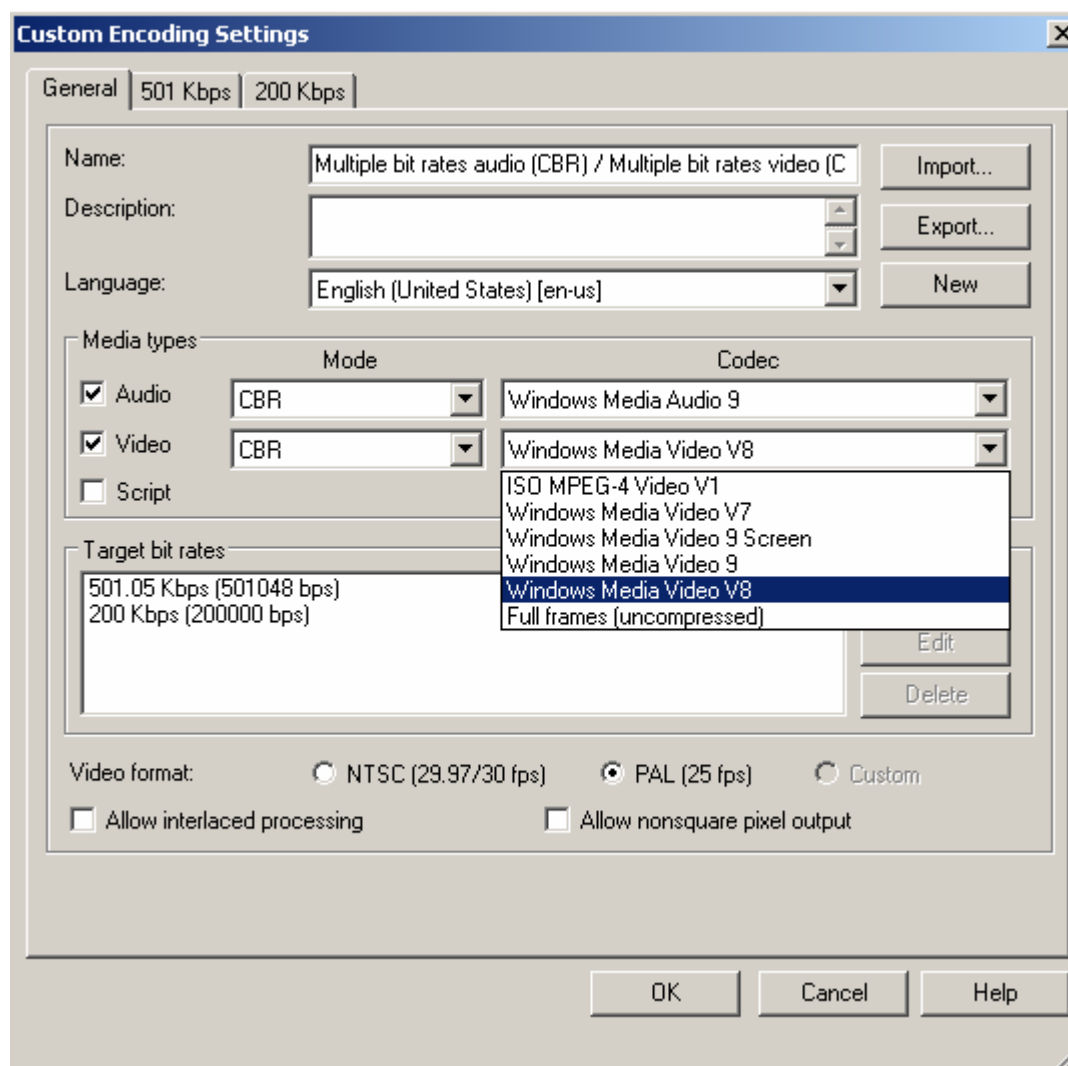 Custom Encoding Settings
General
501 Kbps
200 Kbps
Name:
Multiple bit rates audio (CBR) / Multiple bit rates video (C
Import...
Description:
Export...
Language:
English (United States) [en-us]
New
Media types
Mode
Codec
Audio
CBR
Windows Media Audio 9
Video
CBR
Windows Media Video V8
Script
ISO MPEG-4 Video V1
Windows Media Video V7
Windows Media Video 9 Screen
Windows Media Video 9
Windows Media Video V8
Full frames (uncompressed)
Target bit rates
501.05 Kbps (501048 bps)
200 Kbps (200000 bps)
Edit
Delete
Video format:
NTSC (29.97/30 fps)
PAL (25 fps)
Custom
Allow interlaced processing
Allow nonsquare pixel output
OK
Cancel
Help